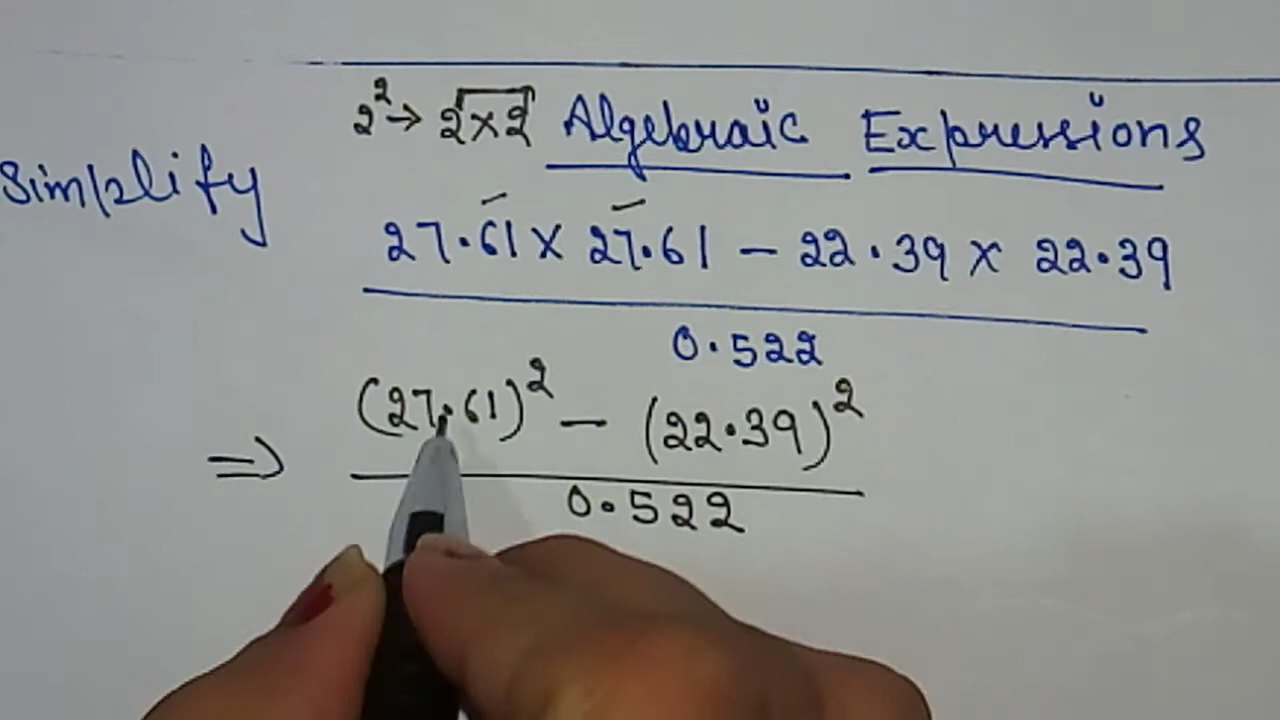 2² → 2×2 Algebraic Expressions
Simplify
27.61 × 27.61 − 22.39 × 22.39
0.522
⇒ (27.61)² − (22.39)²
0.522